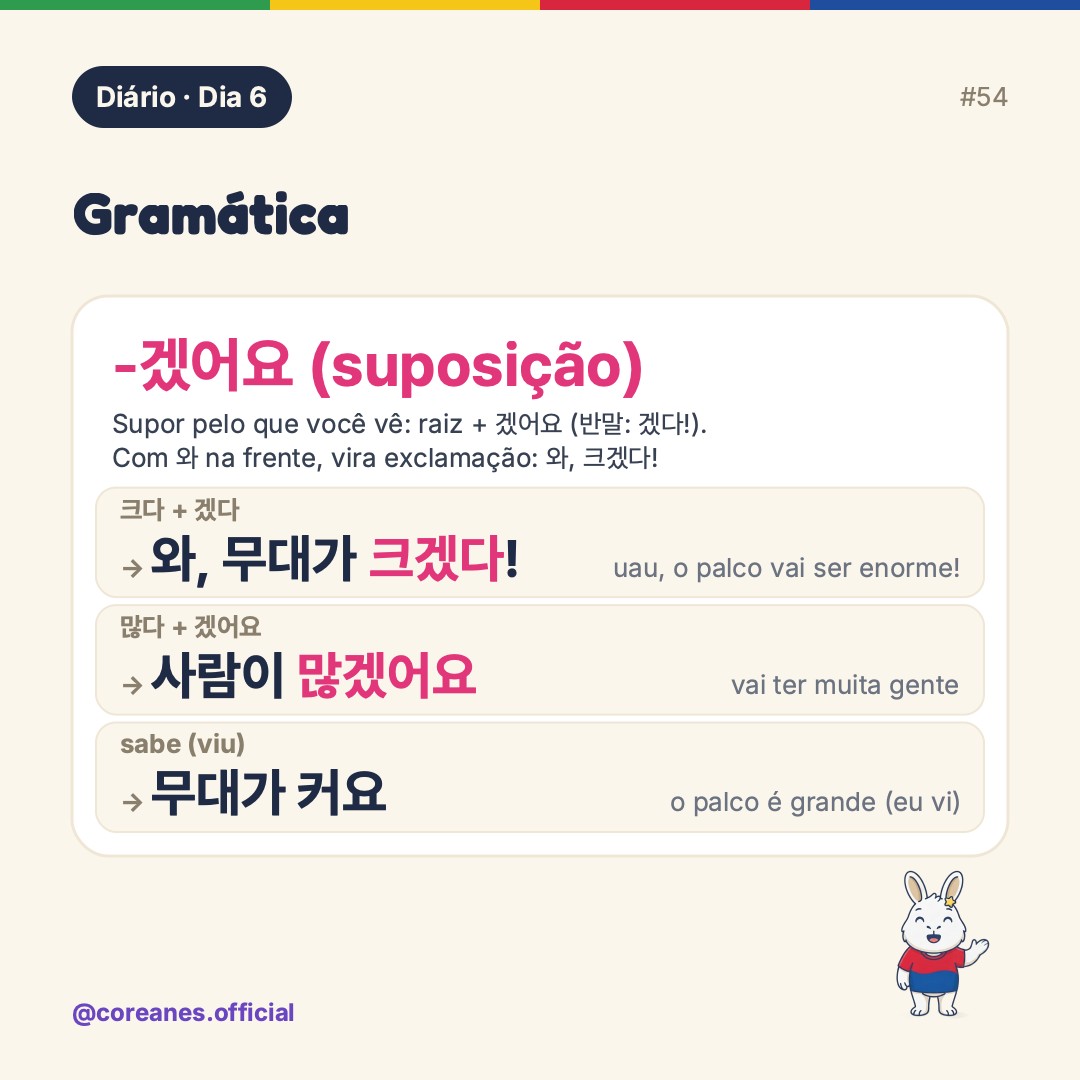 Diário · Dia 6
#54
Gramática
-겠어요 (suposição)
Supor pelo que você vê: raiz + 겠어요 (반말: 겠다!).
Com 와 na frente, vira exclamação: 와, 크겠다!
크다 + 겠다
→ 와, 무대가 크겠다!
uau, o palco vai ser enorme!
많다 + 겠어요
→ 사람이 많겠어요
vai ter muita gente
sabe (viu)
→ 무대가 커요
o palco é grande (eu vi)
@coreanes.official